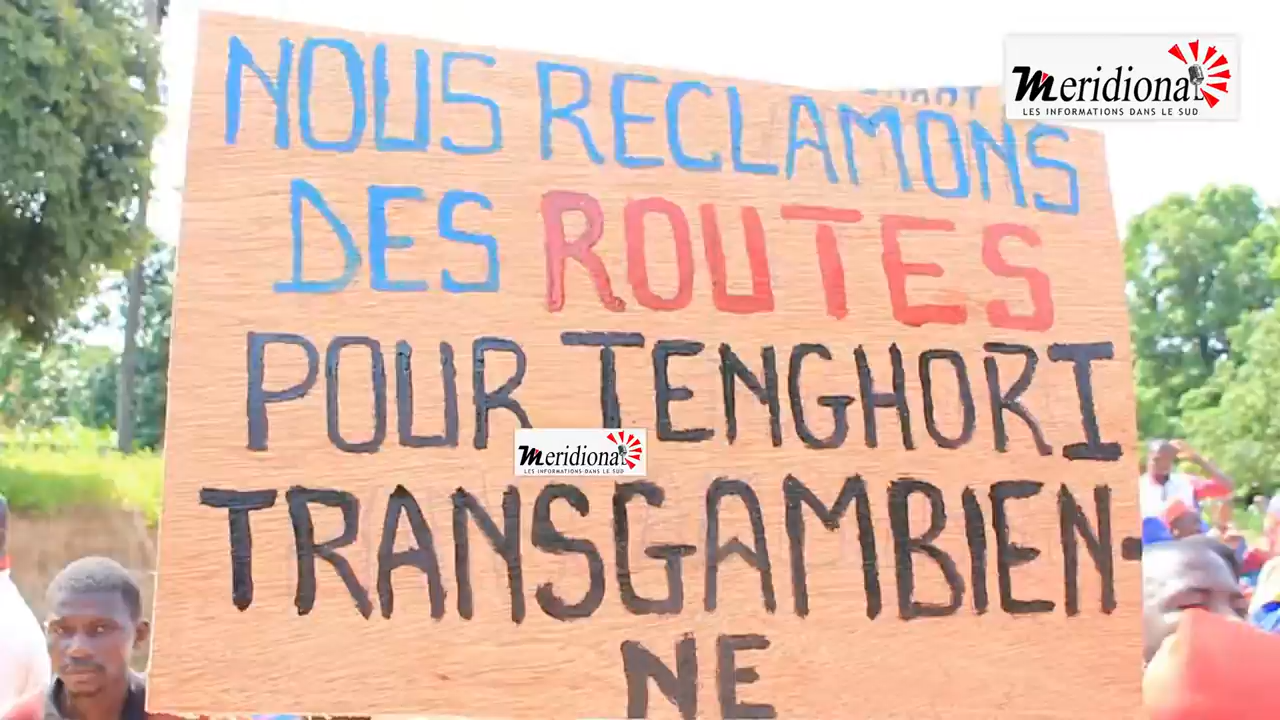 NOUS RECLAMONS
DES ROUTES
POUR TENGHORI
TRANSGAMBIEN-
NE
Meridional
LES INFORMATIONS DANS LE SUD
Meridional
LES INFORMATIONS DANS LE SUD